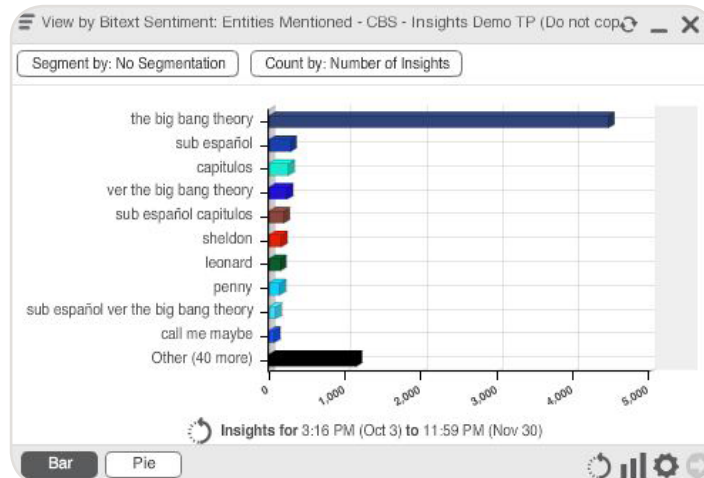 View by Bitext Sentiment: Entities Mentioned - CBS - Insights Demo TP (Do not cop
Segment by: No Segmentation
Count by: Number of Insights
the big bang theory
sub español
capitulos
ver the big bang theory
sub español capitulos
sheldon
leonard
penny
sub español ver the big bang theory
call me maybe
Other (40 more)
0 1,000 2,000 3,000 4,000 5,000
Insights for 3:16 PM (Oct 3) to 11:59 PM (Nov 30)
Bar Pie